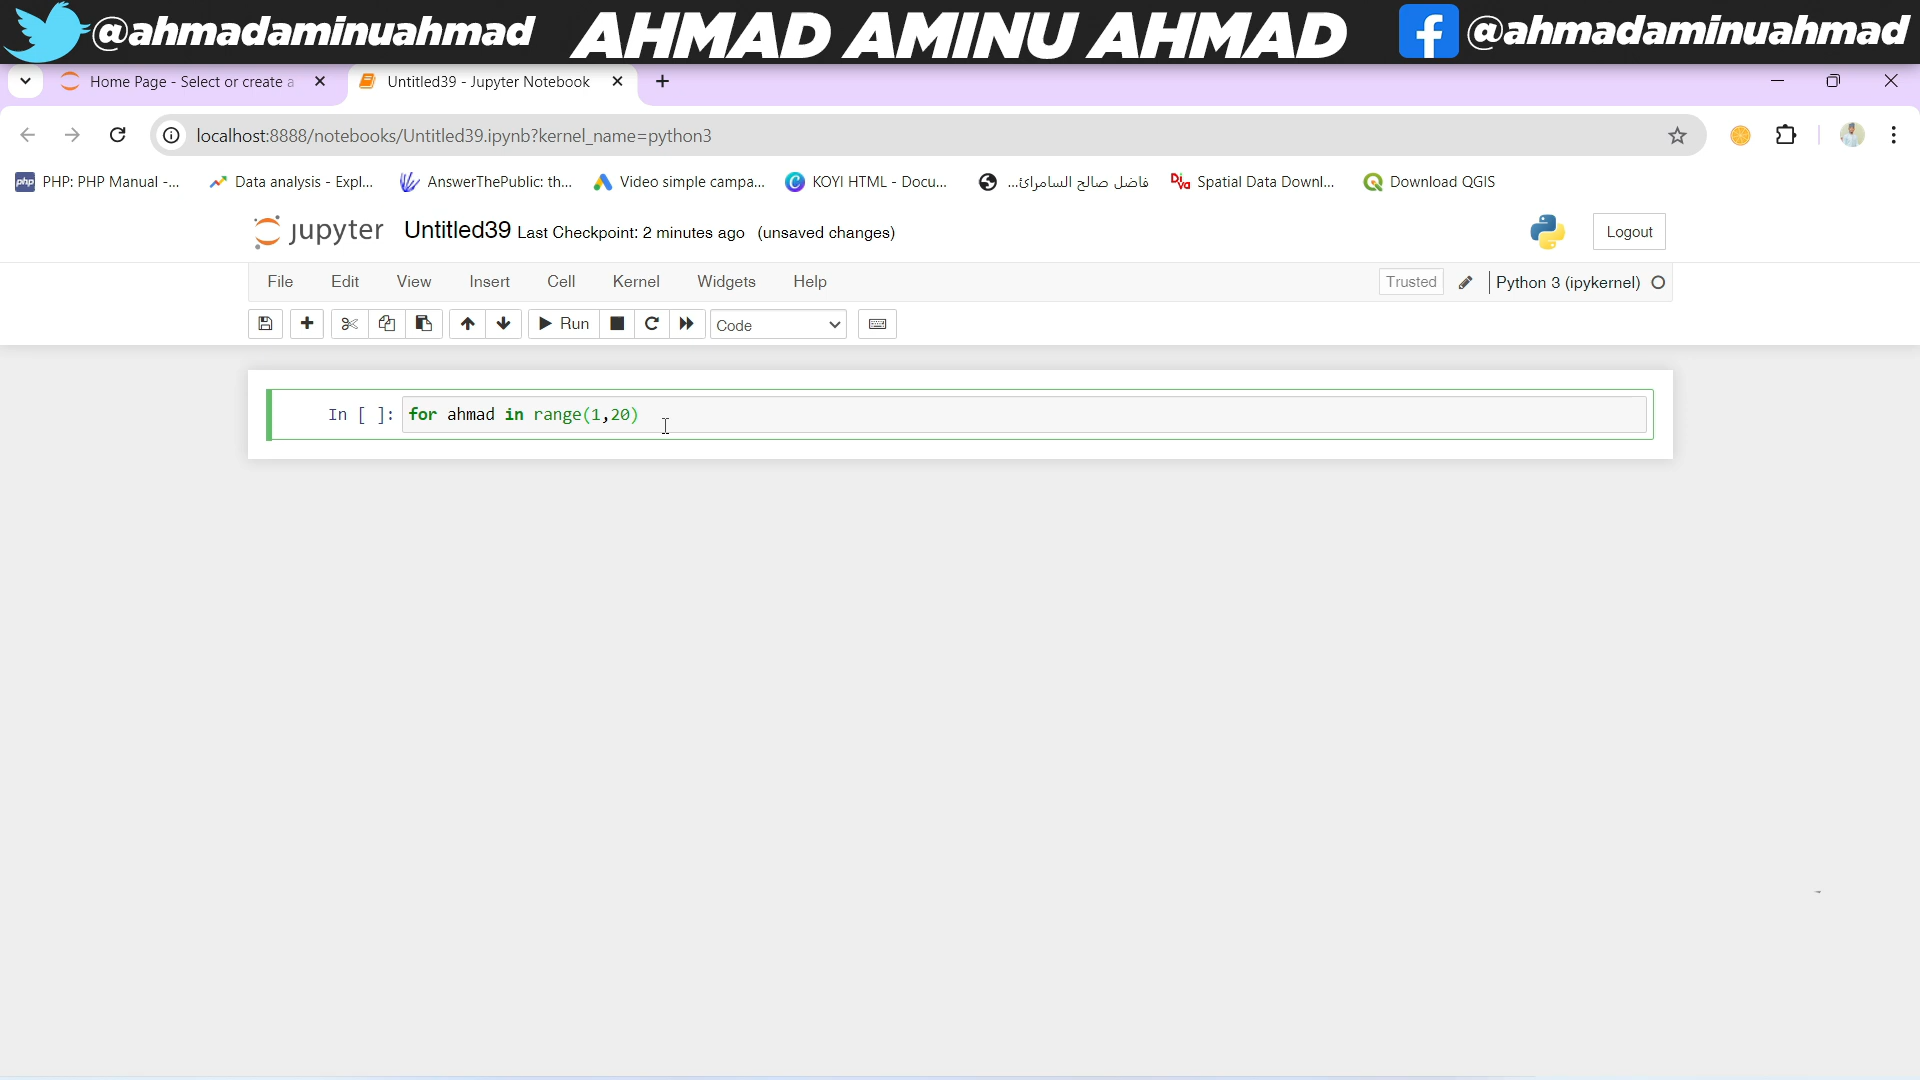 @ahmadaminuahmad AHMAD AMINU AHMAD @ahmadaminuahmad
Home Page - Select or create a Untitled39 - Jupyter Notebook
localhost:8888/notebooks/Untitled39.ipynb?kernel_name=python3
php PHP: PHP Manual -... Data analysis - Expl... AnswerThePublic: th... Video simple campa... KOYI HTML - Docu... فاضل صالح السامرائ... Diva Spatial Data Downl... Download QGIS
jupyter Untitled39 Last Checkpoint: 2 minutes ago (unsaved changes) Logout
File Edit View Insert Cell Kernel Widgets Help Trusted Python 3 (ipykernel)
Run Code
In [ ]: for ahmad in range(1,20)